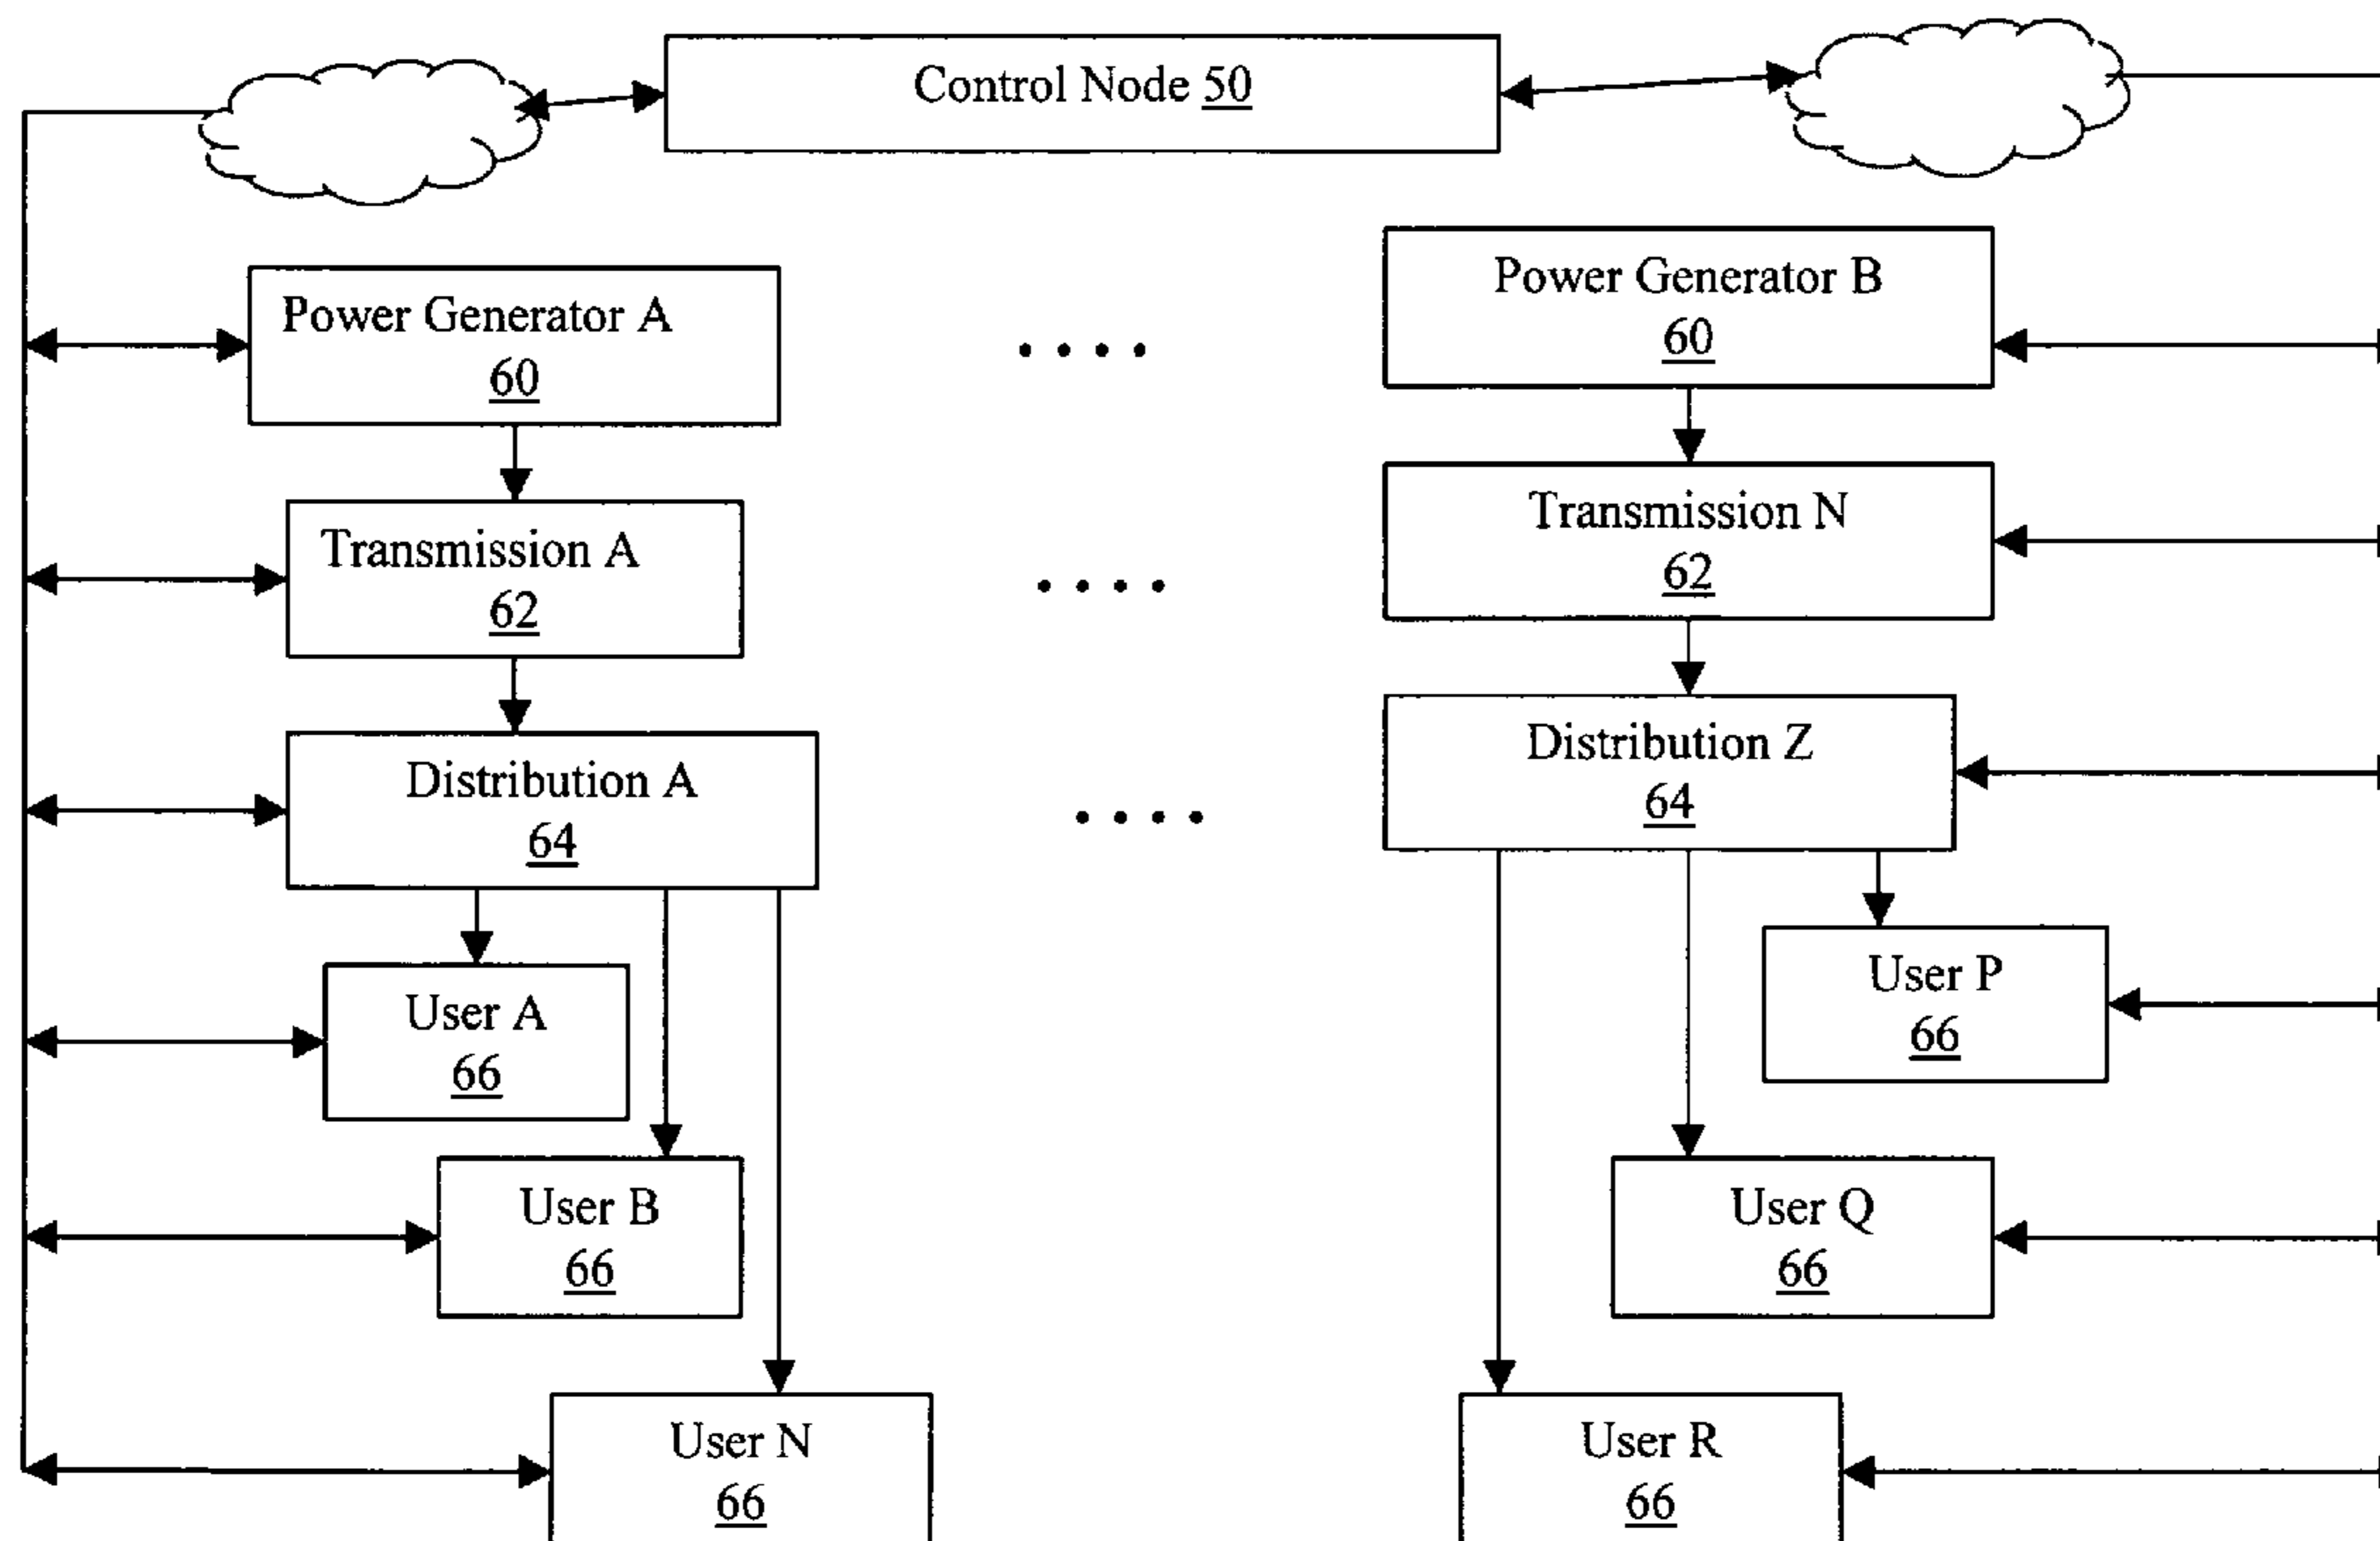 Control Node 50
Power Generator A
60
Power Generator B
60
Transmission A
62
Transmission N
62
Distribution A
64
Distribution Z
64
User A
66
User P
66
User B
66
User Q
66
User N
66
User R
66